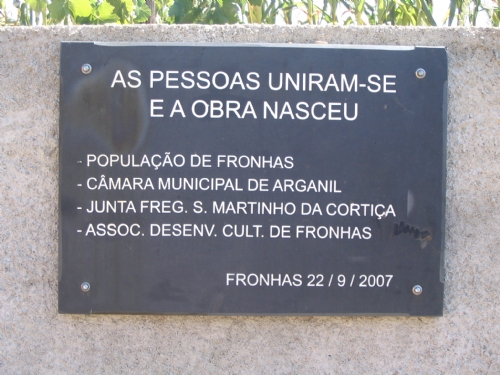 AS PESSOAS UNIRAM-SE
E A OBRA NASCEU
- POPULAÇÃO DE FRONHAS
- CÂMARA MUNICIPAL DE ARGANIL
- JUNTA FREG. S. MARTINHO DA CORTIÇA
- ASSOC. DESENV. CULT. DE FRONHAS
FRONHAS 22 / 9 / 2007